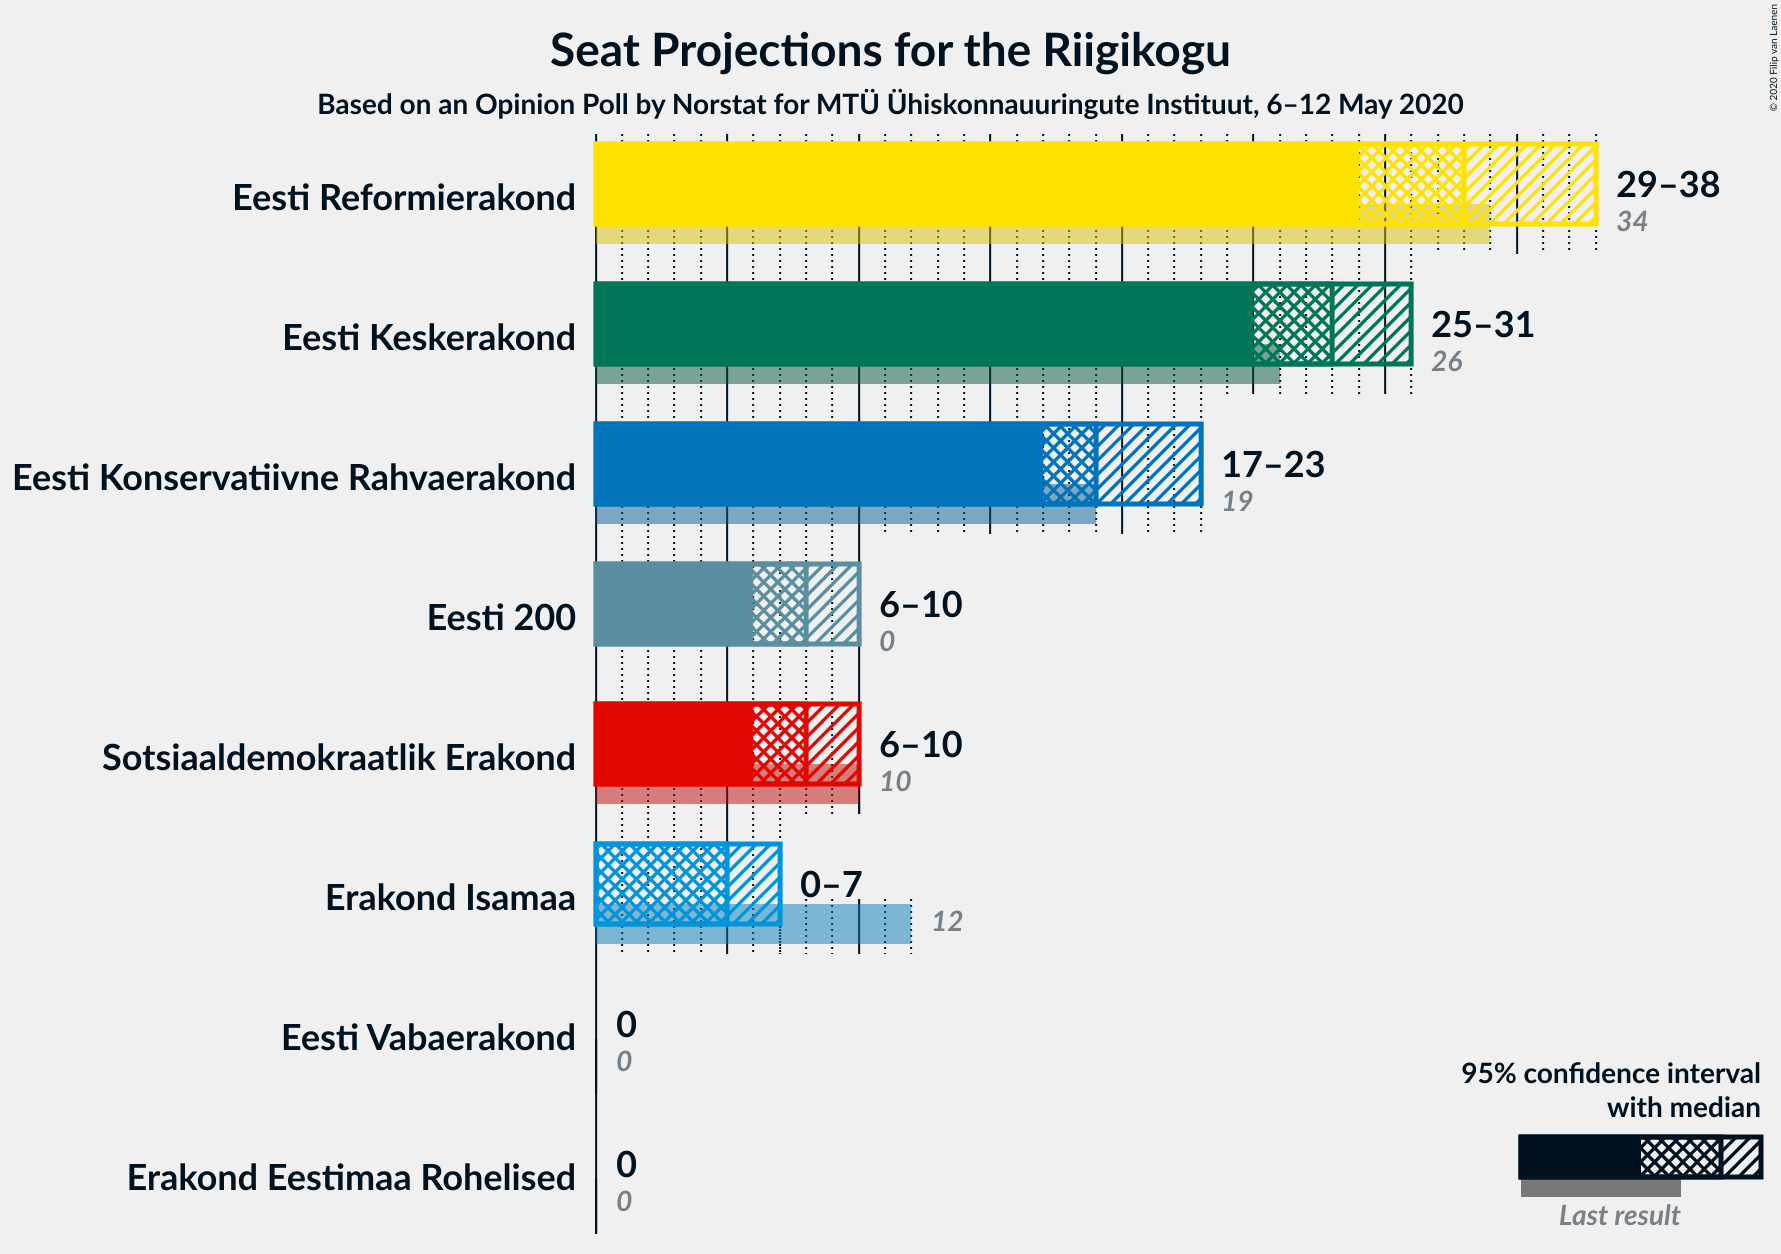 Seat Projections for the Riigikogu
Based on an Opinion Poll by Norstat for MTÜ Ühiskonnauuringute Instituut, 6–12 May 2020
© 2020 Filip van Laenen
Eesti Reformierakond
29–38
34
Eesti Keskerakond
25–31
26
Eesti Konservatiivne Rahvaerakond
17–23
19
Eesti 200
6–10
0
Sotsiaaldemokraatlik Erakond
6–10
10
Erakond Isamaa
0–7
12
Eesti Vabaerakond
0
0
Erakond Eestimaa Rohelised
0
0
95% confidence interval
with median
Last result